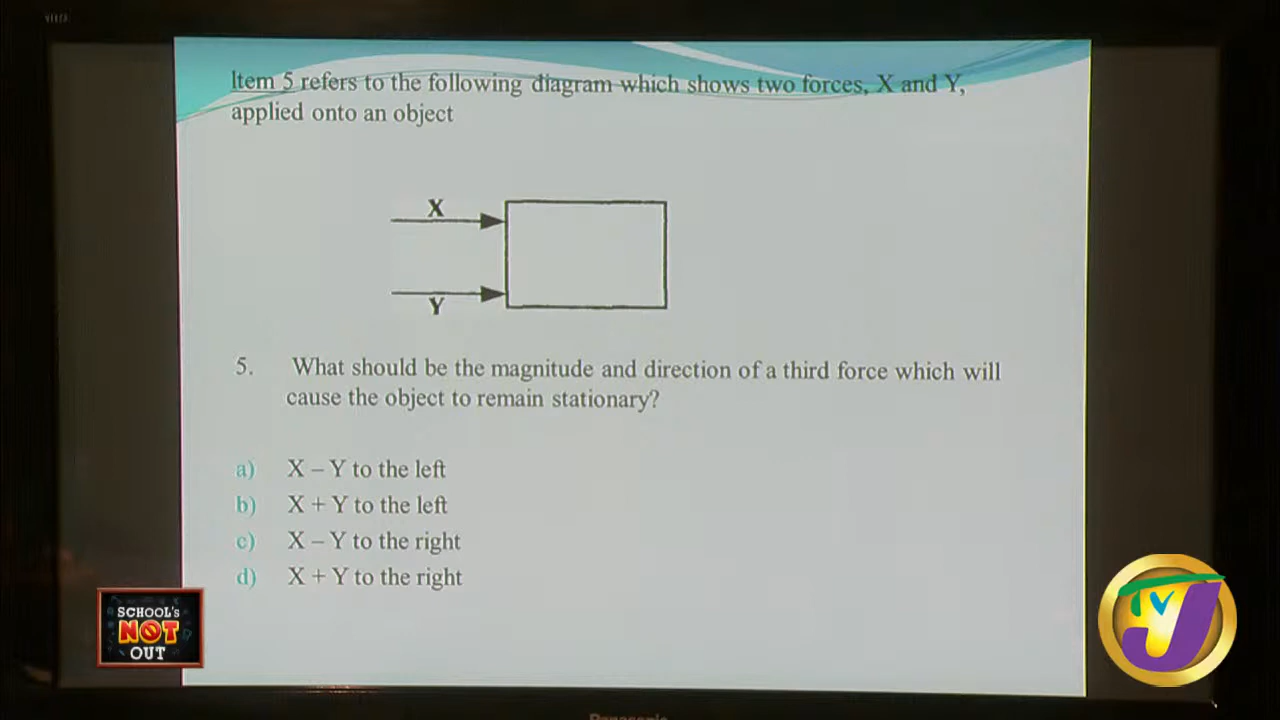 Item 5 refers to the following diagram which shows two forces, X and Y,
applied onto an object
X
Y
5. What should be the magnitude and direction of a third force which will
cause the object to remain stationary?
a) X – Y to the left
b) X + Y to the left
c) X – Y to the right
d) X + Y to the right
SCHOOL's
NOT
OUT
TVJ
Panasonic